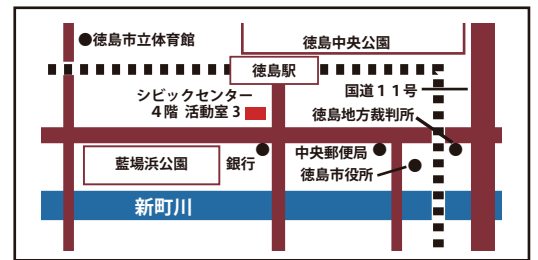 徳島市立体育館
徳島中央公園
徳島駅
国道１１号
シビックセンター
４階 活動室３
徳島地方裁判所
藍場浜公園
銀行
中央郵便局
徳島市役所
新町川